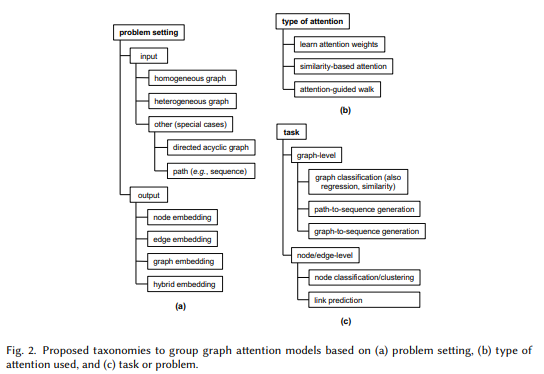 problem setting
input
homogeneous graph
heterogeneous graph
other (special cases)
directed acyclic graph
path (e.g., sequence)
output
node embedding
edge embedding
graph embedding
hybrid embedding
(a)
type of attention
learn attention weights
similarity-based attention
attention-guided walk
(b)
task
graph-level
graph classification (also
regression, similarity)
path-to-sequence generation
graph-to-sequence generation
node/edge-level
node classification/clustering
link prediction
(c)
Fig. 2. Proposed taxonomies to group graph attention models based on (a) problem setting, (b) type of
attention used, and (c) task or problem.